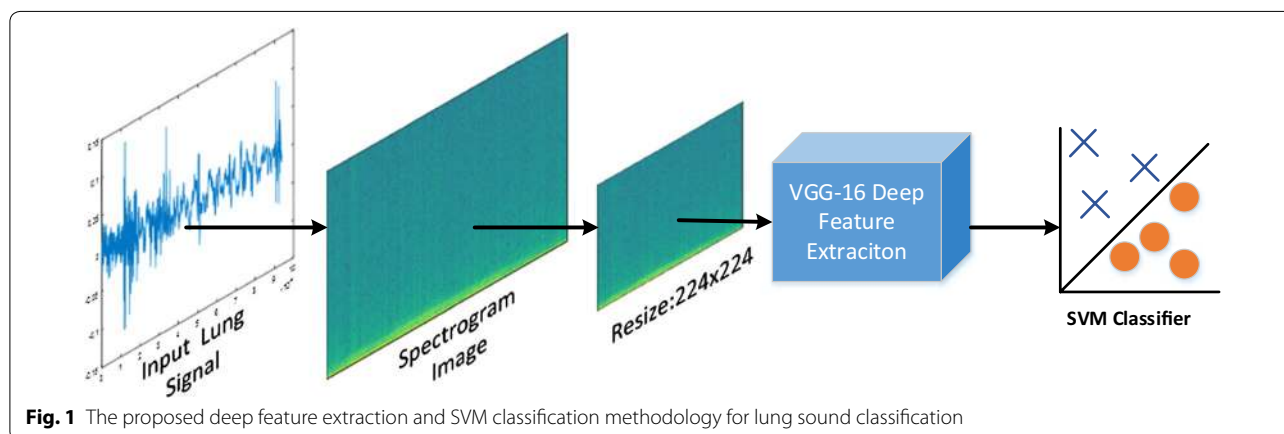 Input Lung
Signal
Spectrogram
Image
Resize:224x224
VGG-16 Deep
Feature
Extraciton
SVM Classifier
Fig. 1 The proposed deep feature extraction and SVM classification methodology for lung sound classification